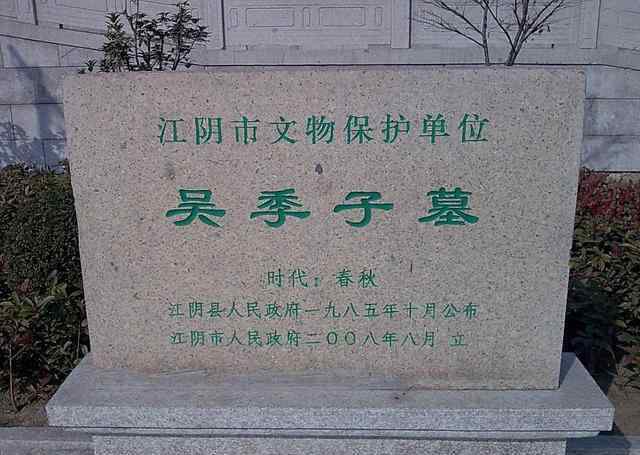 江阴市文物保护单位
吴季子墓
时代：春秋
江阴县人民政府一九八五年十月公布
江阴市人民政府二〇〇八年八月 立